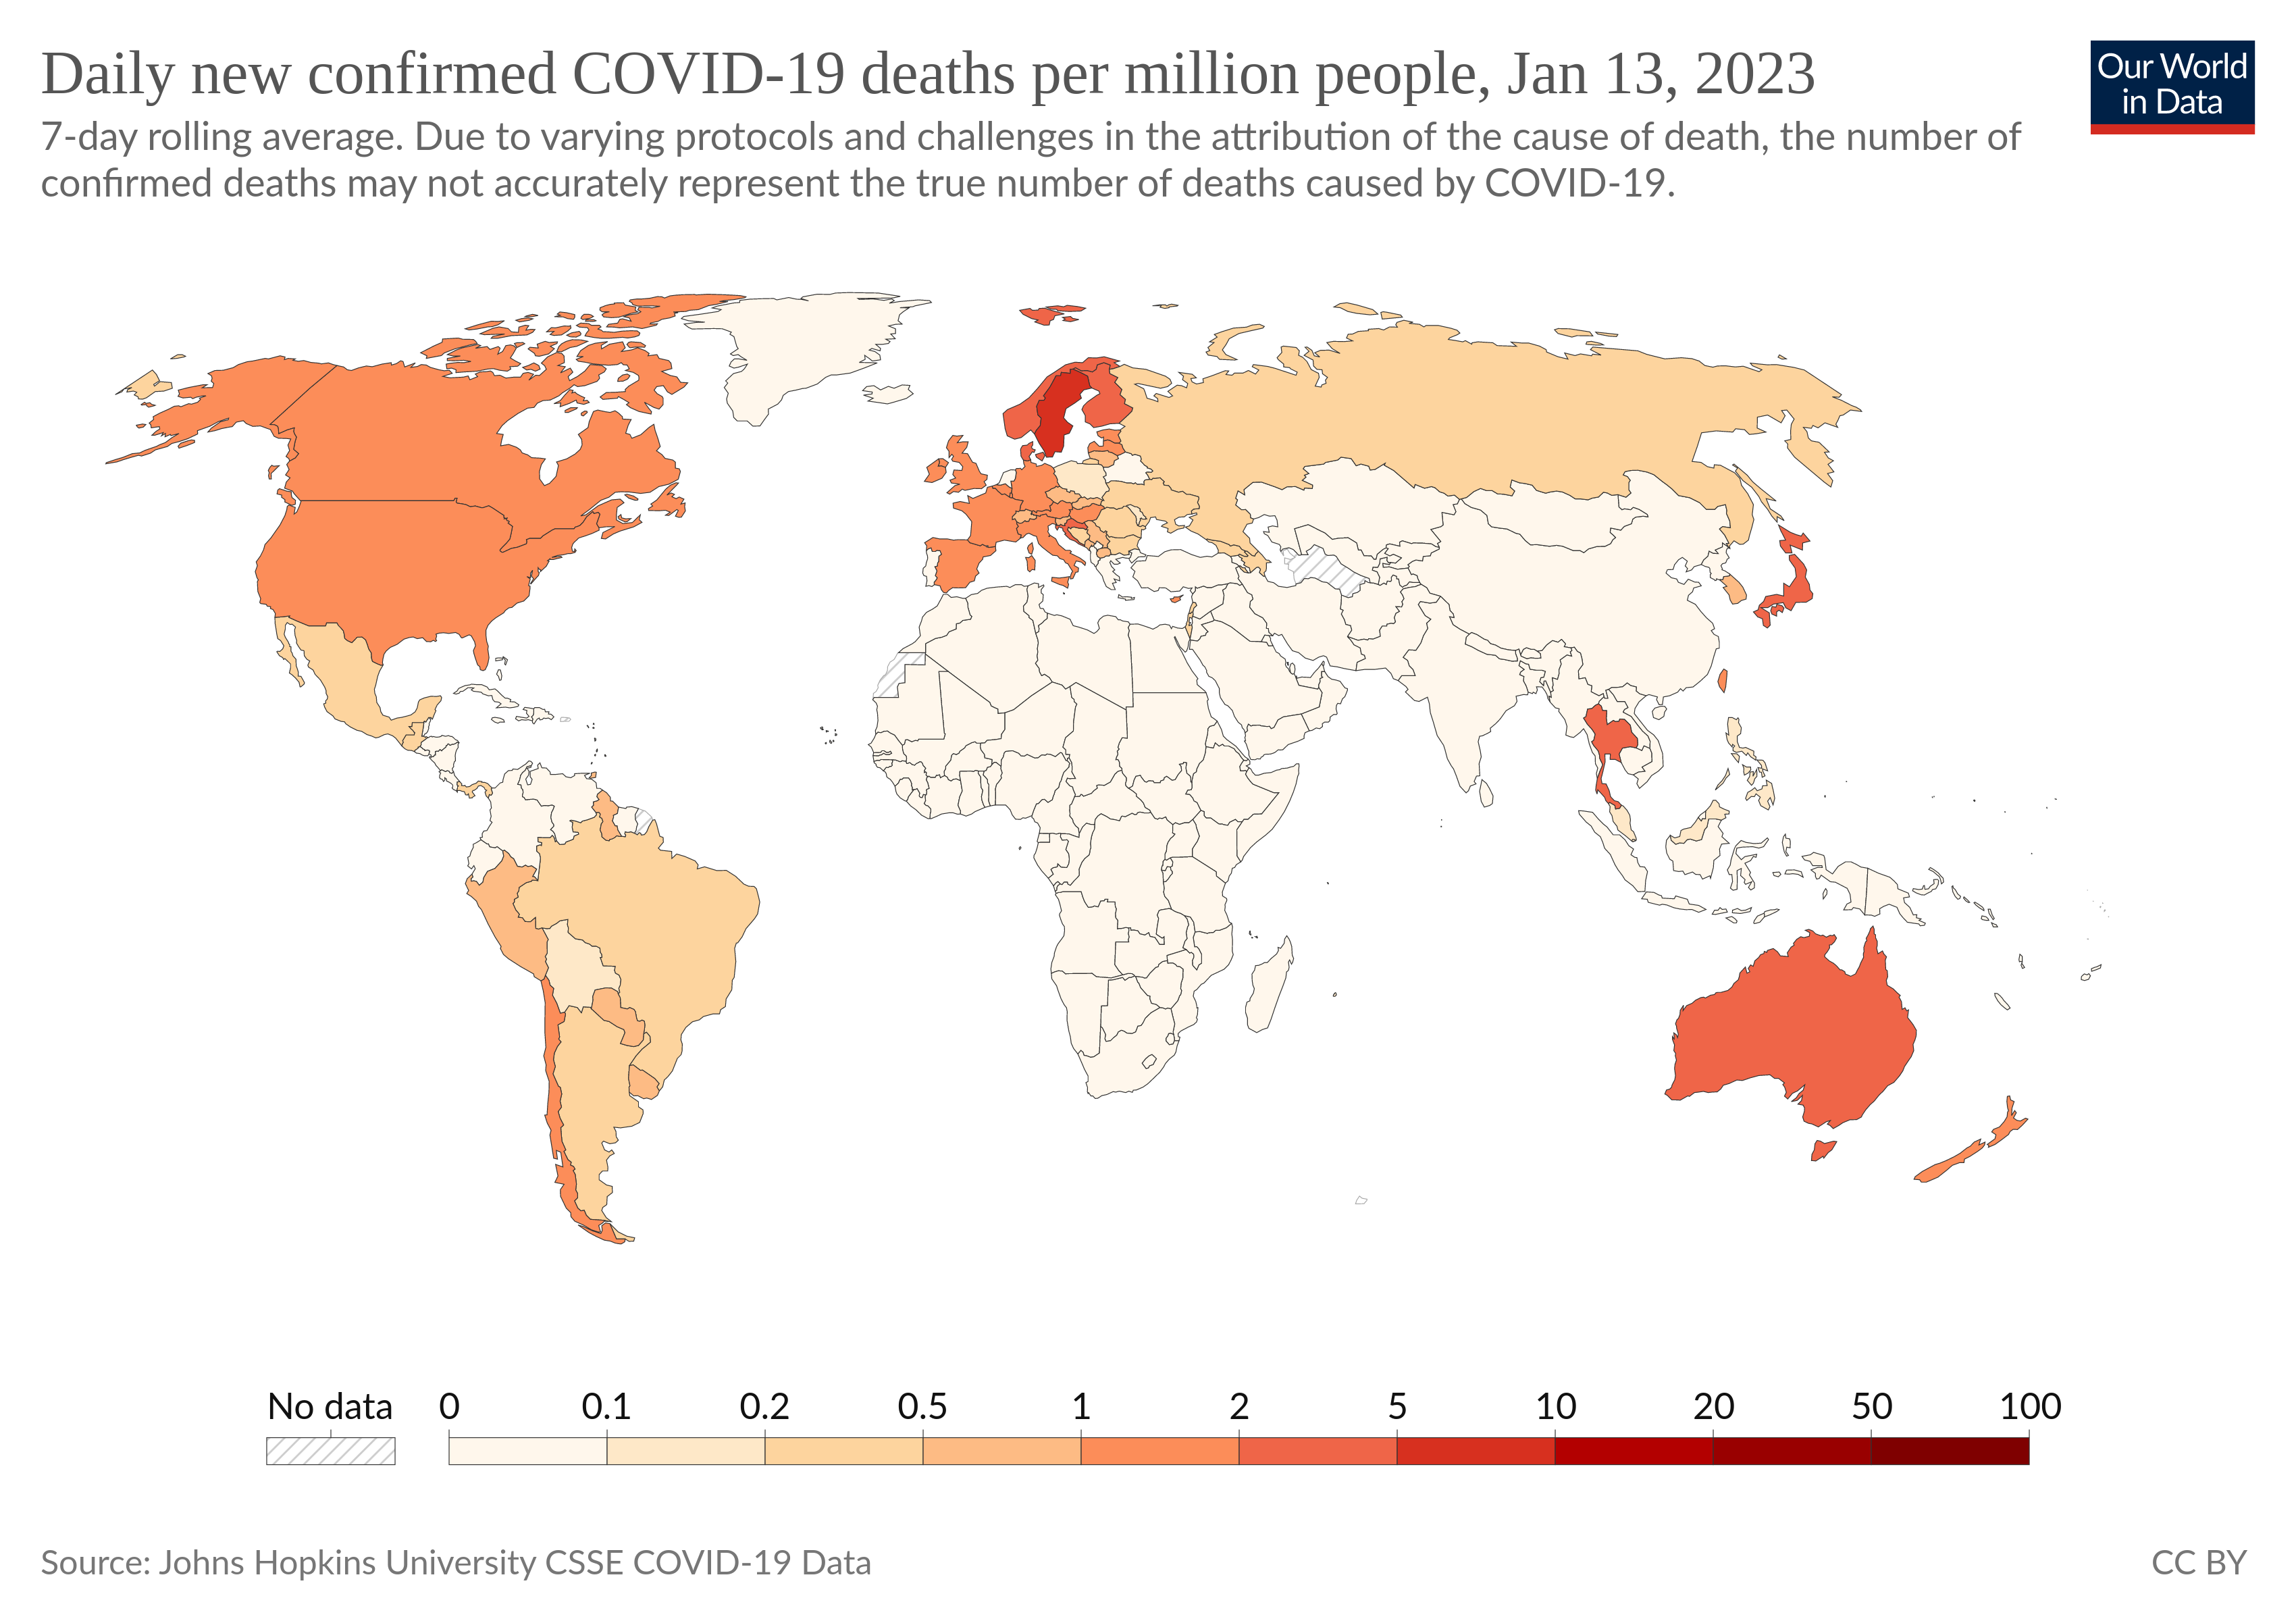 Daily new confirmed COVID-19 deaths per million people, Jan 13, 2023
Our World
in Data
7-day rolling average. Due to varying protocols and challenges in the attribution of the cause of death, the number of
confirmed deaths may not accurately represent the true number of deaths caused by COVID-19.
No data 0 0.1 0.2 0.5 1 2 5 10 20 50 100
Source: Johns Hopkins University CSSE COVID-19 Data
CC BY